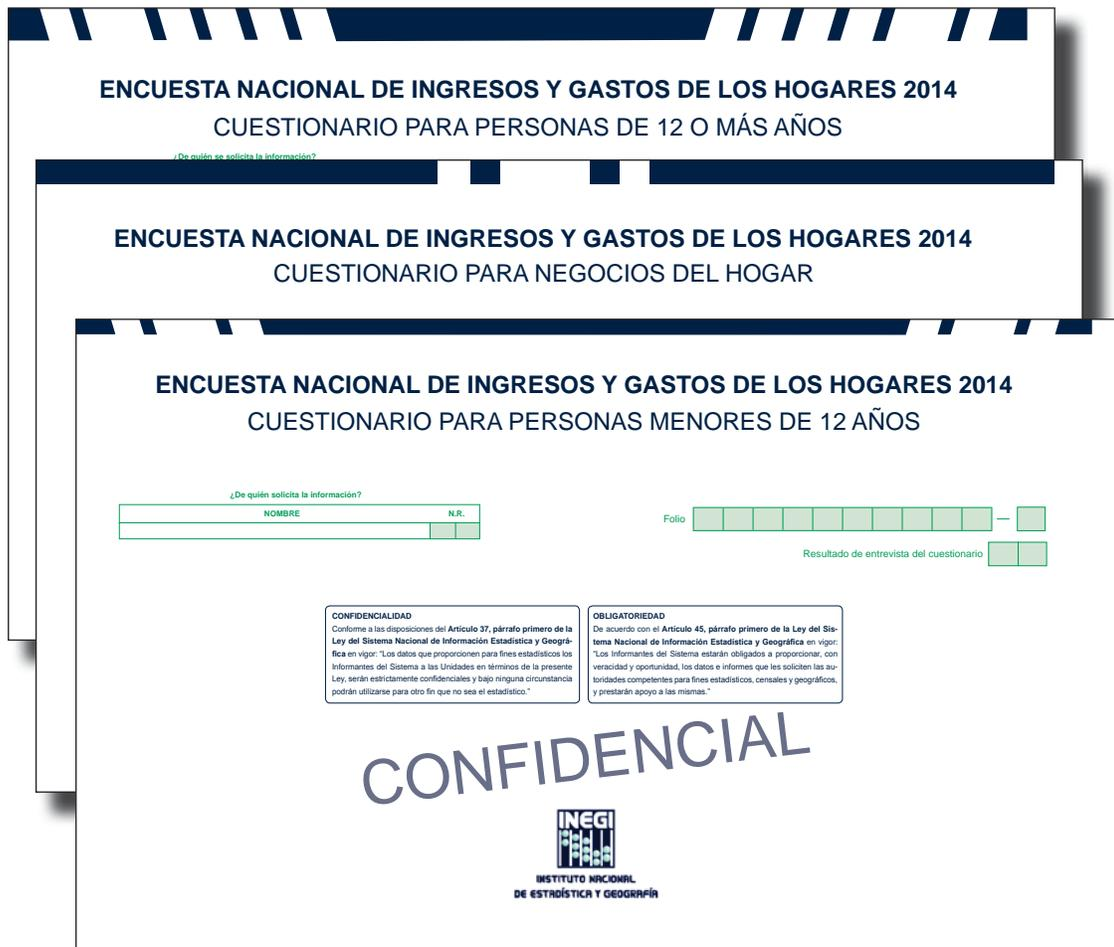 ENCUESTA NACIONAL DE INGRESOS Y GASTOS DE LOS HOGARES 2014
CUESTIONARIO PARA PERSONAS DE 12 O MÁS AÑOS
¿De quién se solicita la información?
ENCUESTA NACIONAL DE INGRESOS Y GASTOS DE LOS HOGARES 2014
CUESTIONARIO PARA NEGOCIOS DEL HOGAR
ENCUESTA NACIONAL DE INGRESOS Y GASTOS DE LOS HOGARES 2014
CUESTIONARIO PARA PERSONAS MENORES DE 12 AÑOS
¿De quién solicita la información?
NOMBRE N.R.
Folio —
Resultado de entrevista del cuestionario
CONFIDENCIALIDAD
Conforme a las disposiciones del Artículo 37, párrafo primero de la
Ley del Sistema Nacional de Información Estadística y Geográ-
fica en vigor: “Los datos que proporcionen para fines estadísticos los
Informantes del Sistema a las Unidades en términos de la presente
Ley, serán estrictamente confidenciales y bajo ninguna circunstancia
podrán utilizarse para otro fin que no sea el estadístico.”
OBLIGATORIEDAD
De acuerdo con el Artículo 45, párrafo primero de la Ley del Sis-
tema Nacional de Información Estadística y Geográfica en vigor:
“Los Informantes del Sistema estarán obligados a proporcionar, con
veracidad y oportunidad, los datos e informes que les soliciten las au-
toridades competentes para fines estadísticos, censales y geográficos,
y prestarán apoyo a las mismas.”
CONFIDENCIAL
INEGI
INSTITUTO NACIONAL
DE ESTADÍSTICA Y GEOGRAFÍA